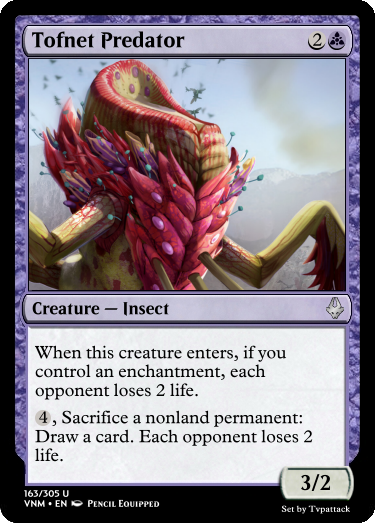 Tofnet Predator 2
Creature — Insect
When this creature enters, if you
control an enchantment, each
opponent loses 2 life.
4, Sacrifice a nonland permanent:
Draw a card. Each opponent loses 2
life.
3/2
163/305 U
VNM • EN Pencil Equipped Set by Tvpattack